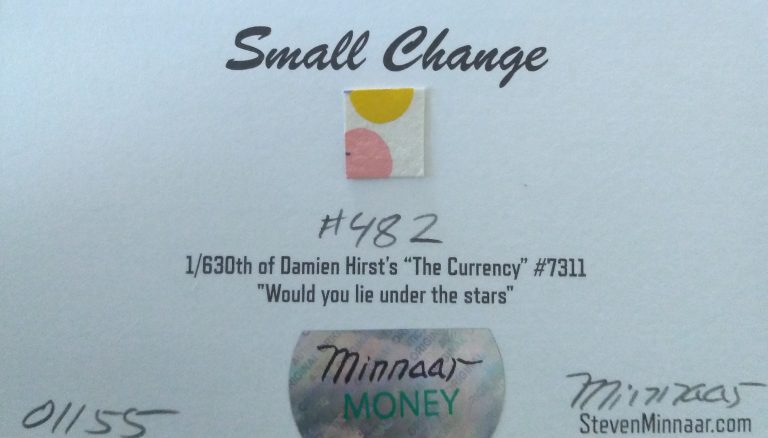 Small Change
#482
1/630th of Damien Hirst's "The Currency" #7311
"Would you lie under the stars"
Minnaar
MONEY
01155
Minnaar
StevenMinnaar.com